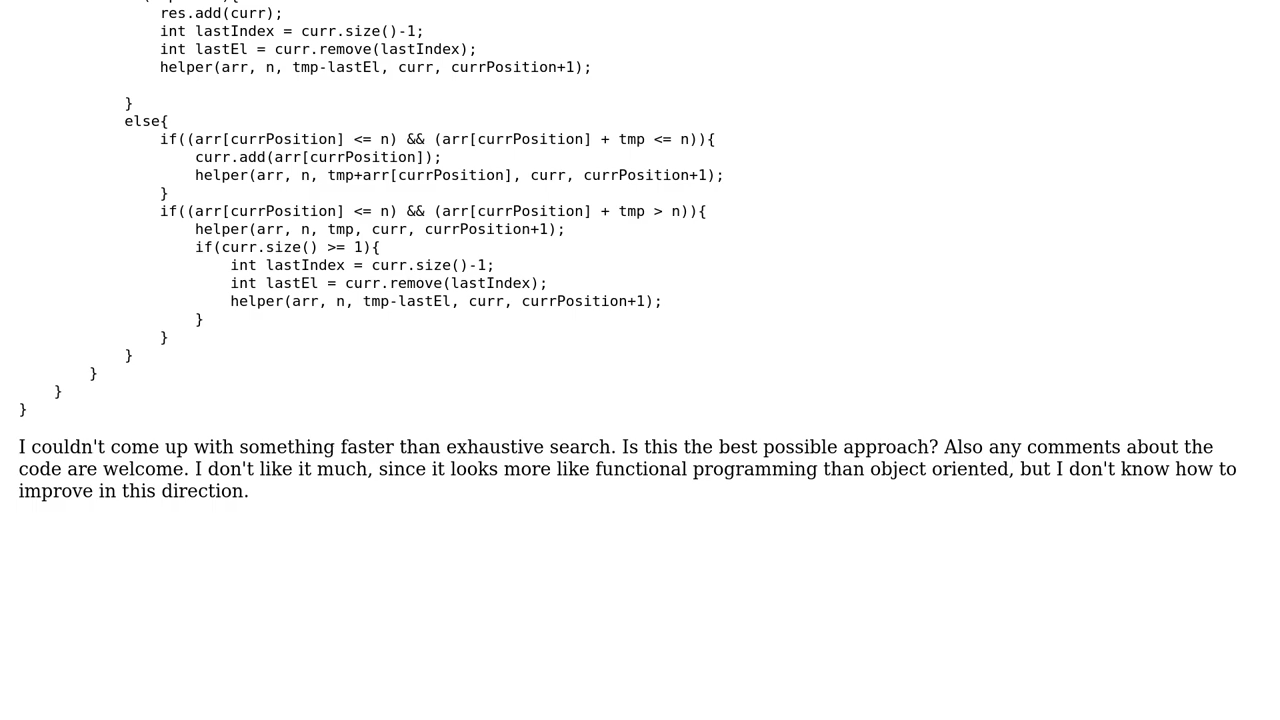 res.add(curr);
int lastIndex = curr.size()-1;
int lastEl = curr.remove(lastIndex);
helper(arr, n, tmp-lastEl, curr, currPosition+1);
}
else{
if((arr[currPosition] <= n) && (arr[currPosition] + tmp <= n)){
curr.add(arr[currPosition]);
helper(arr, n, tmp+arr[currPosition], curr, currPosition+1);
}
if((arr[currPosition] <= n) && (arr[currPosition] + tmp > n)){
helper(arr, n, tmp, curr, currPosition+1);
if(curr.size() >= 1){
int lastIndex = curr.size()-1;
int lastEl = curr.remove(lastIndex);
helper(arr, n, tmp-lastEl, curr, currPosition+1);
}
}
}
}
}
}
I couldn't come up with something faster than exhaustive search. Is this the best possible approach? Also any comments about the
code are welcome. I don't like it much, since it looks more like functional programming than object oriented, but I don't know how to
improve in this direction.